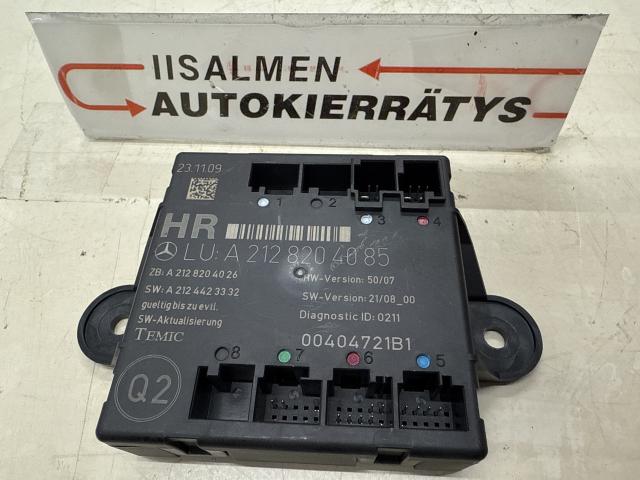 IISALMEN
AUTOKIERRÄTYS
23.11.09
1 2
3 4
HR
LU: A 212 820 40 85
ZB: A 212 820 40 26
HW-Version: 50/07
SW: A 212 442 33 32
SW-Version: 21/08_00
gueltig bis zu evtl.
Diagnostic ID: 0211
SW-Aktualisierung
TEMIC
00404721B1
8 7 6 5
Q2